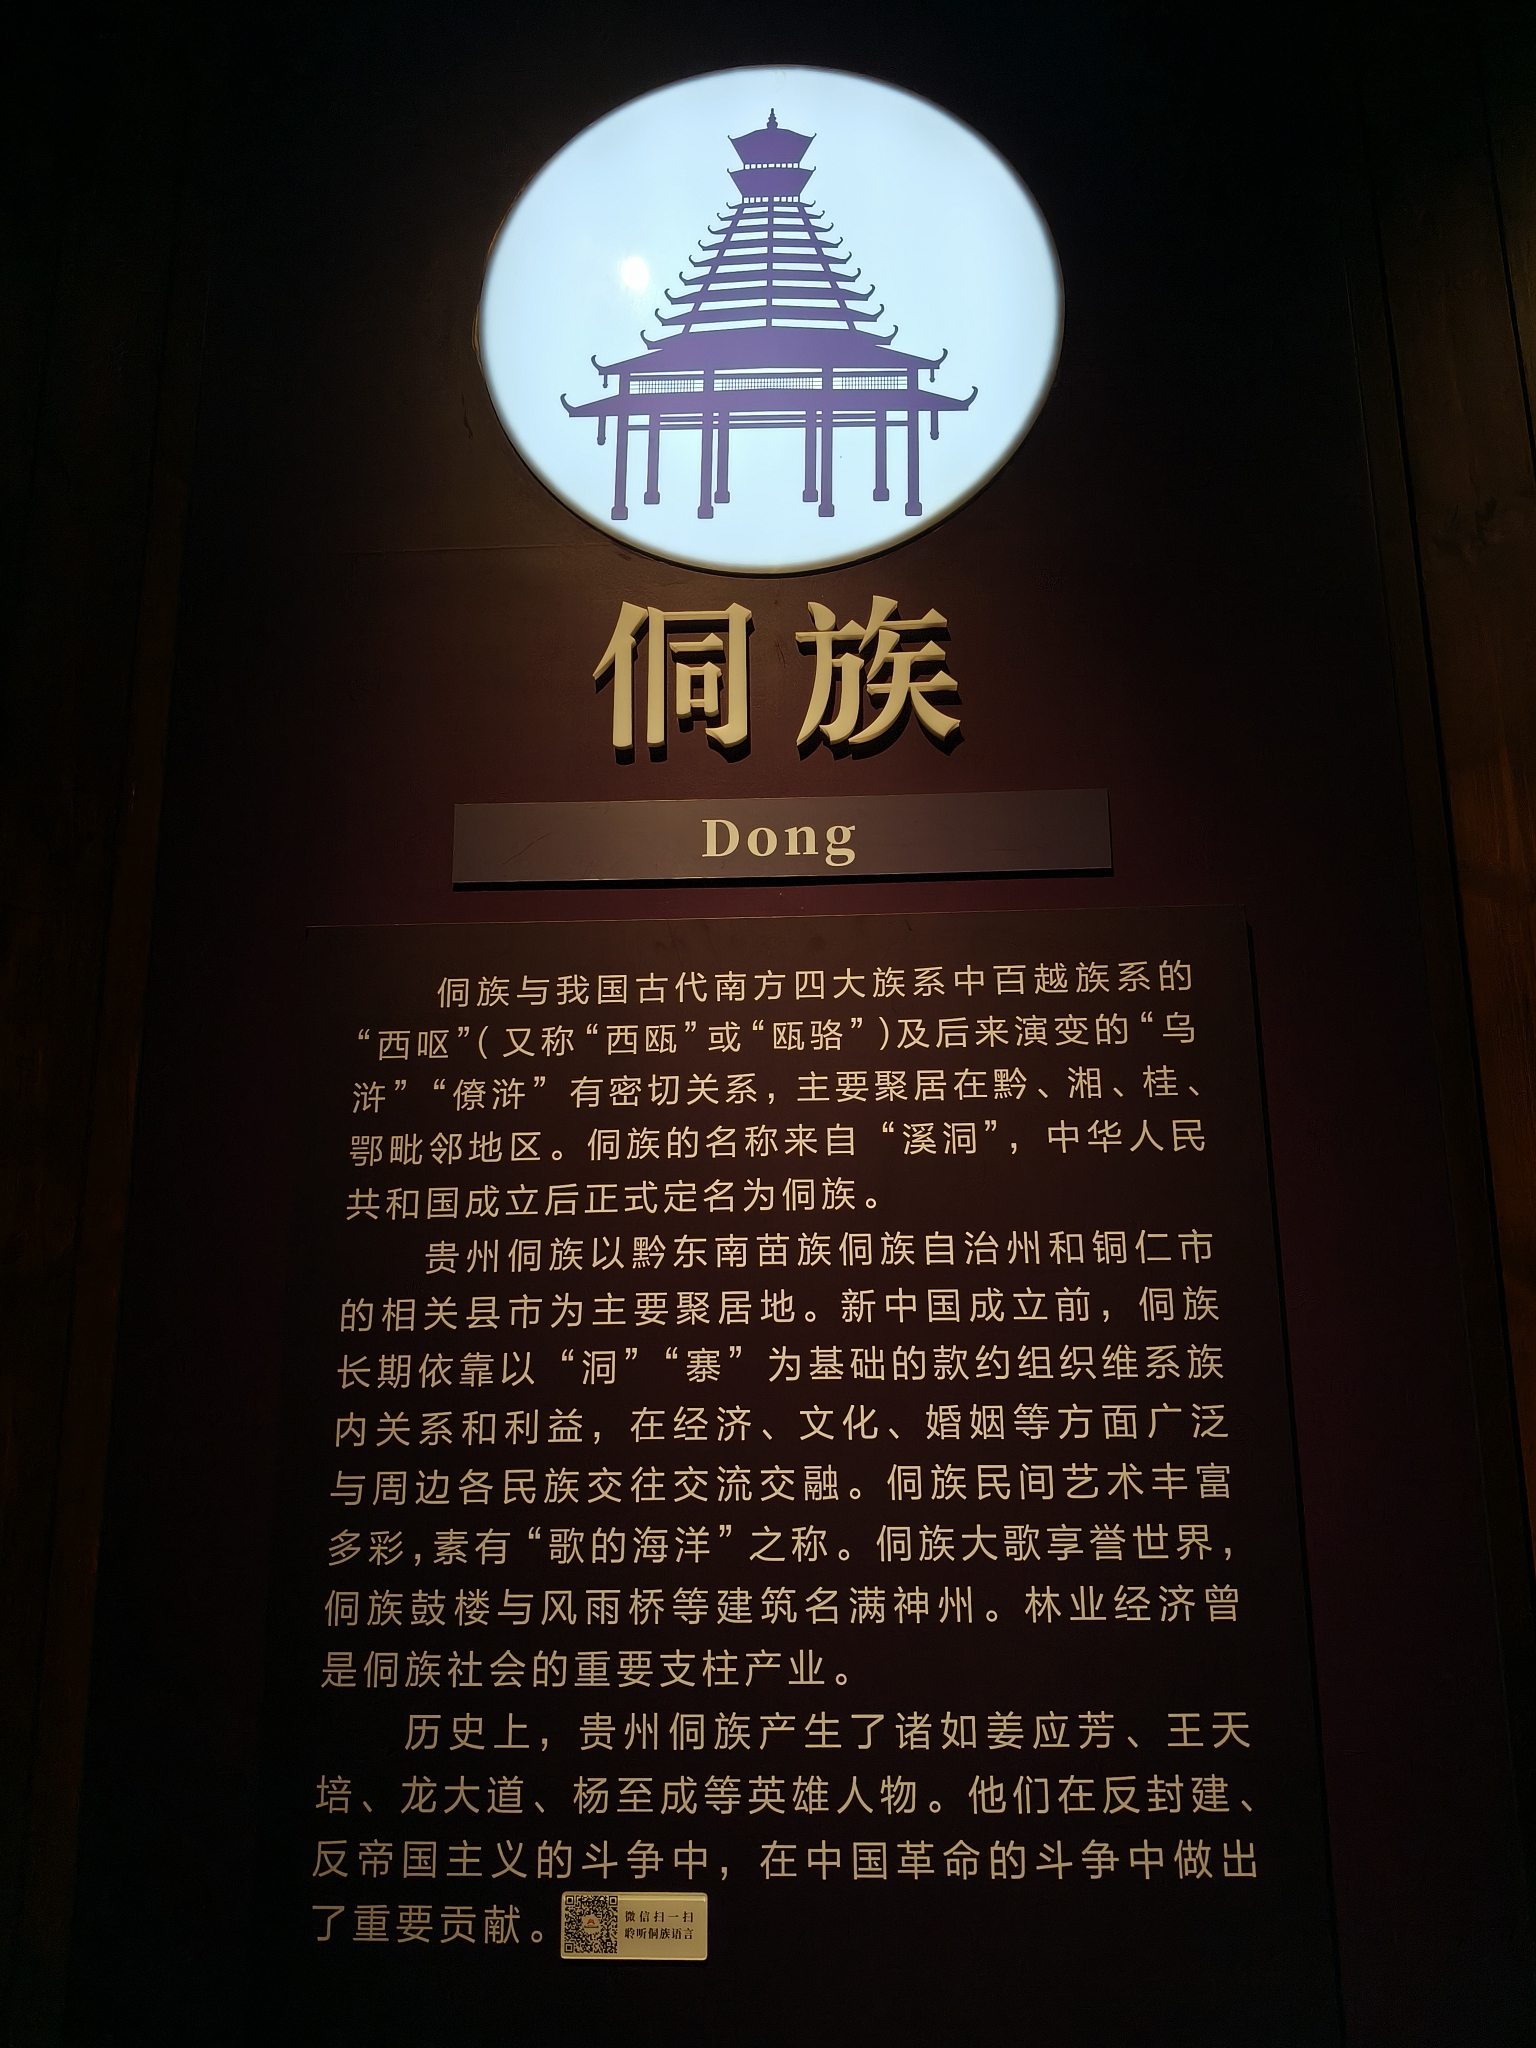 侗族
Dong
侗族与我国古代南方四大族系中百越族系的
“西呕”(又称“西瓯”或“瓯骆”)及后来演变的“乌
浒”“僚浒”有密切关系，主要聚居在黔、湘、桂、
鄂毗邻地区。侗族的名称来自“溪洞”，中华人民
共和国成立后正式定名为侗族。
贵州侗族以黔东南苗族侗族自治州和铜仁市
的相关县市为主要聚居地。新中国成立前，侗族
长期依靠以“洞”“寨”为基础的款约组织维系族
内关系和利益，在经济、文化、婚姻等方面广泛
与周边各民族交往交流交融。侗族民间艺术丰富
多彩,素有“歌的海洋”之称。侗族大歌享誉世界，
侗族鼓楼与风雨桥等建筑名满神州。林业经济曾
是侗族社会的重要支柱产业。
历史上，贵州侗族产生了诸如姜应芳、王天
培、龙大道、杨至成等英雄人物。他们在反封建、
反帝国主义的斗争中，在中国革命的斗争中做出
了重要贡献。
微信扫一扫
聆听侗族语言